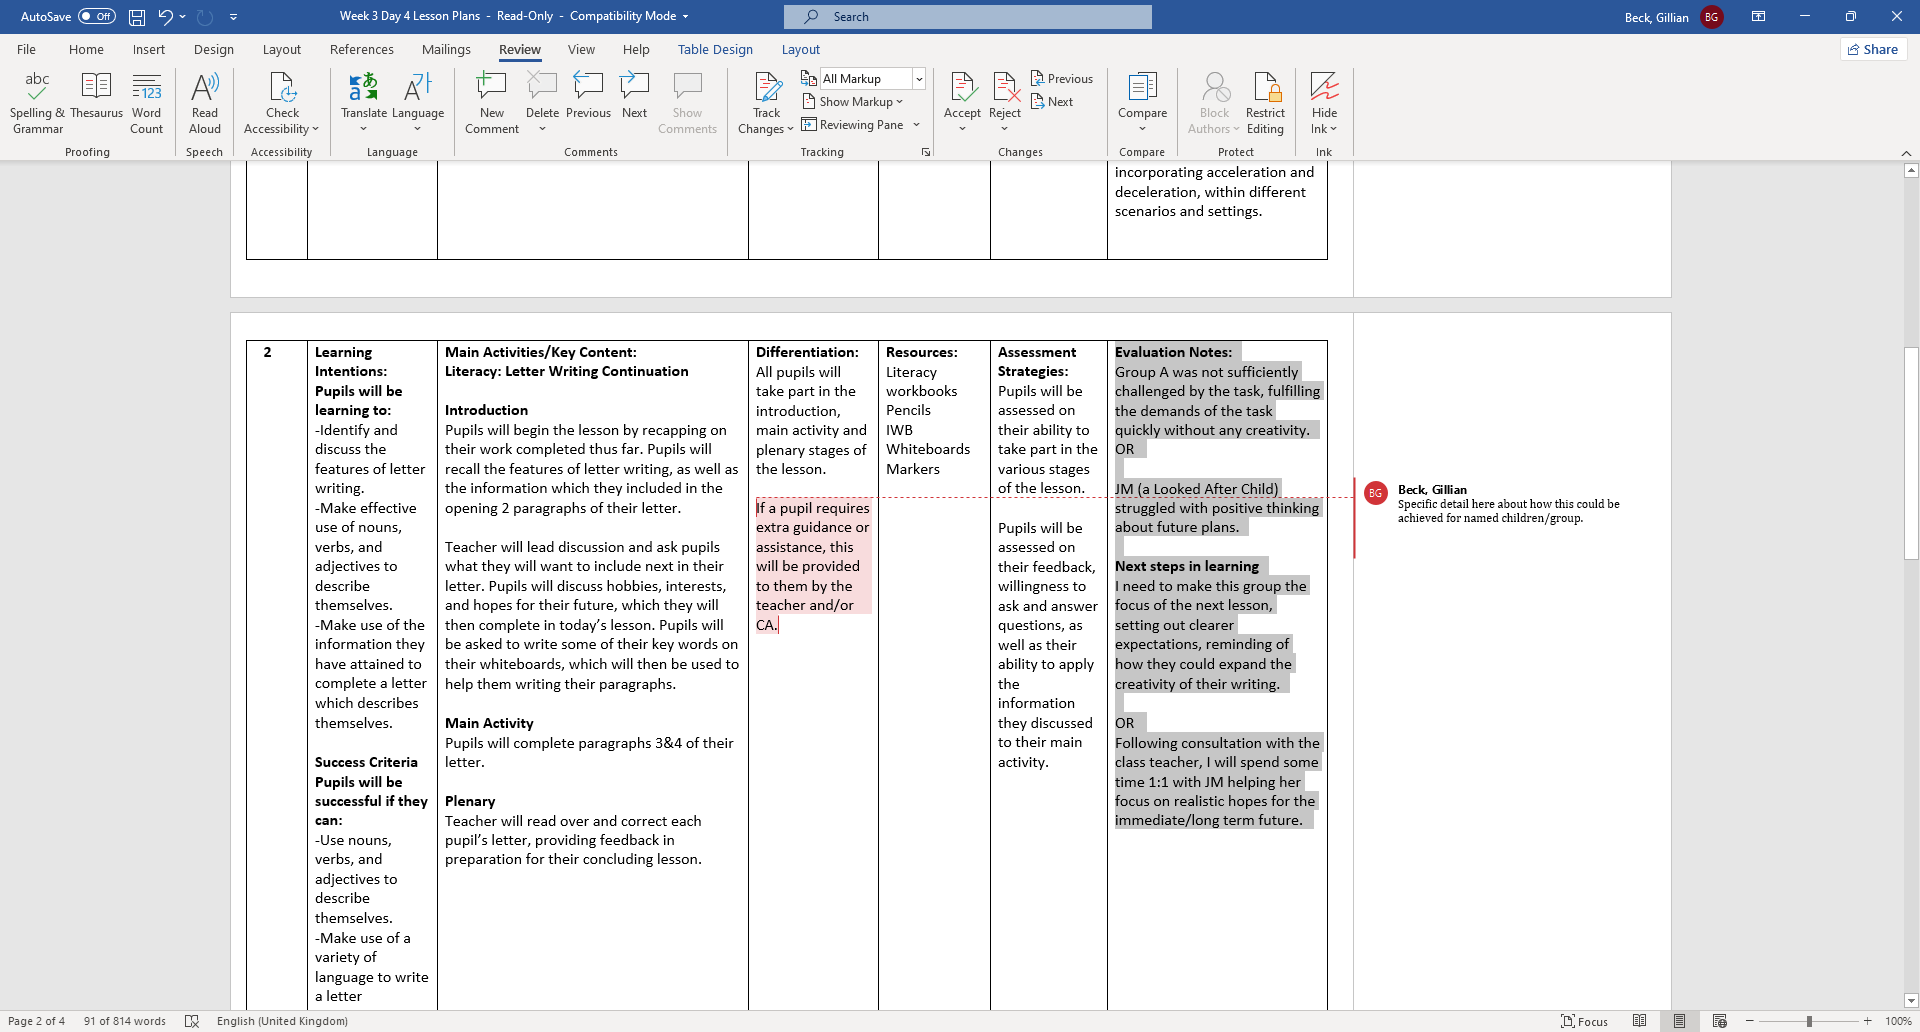 AutoSave Off Week 3 Day 4 Lesson Plans - Read-Only - Compatibility Mode Search Beck, Gillian BG
File Home Insert Design Layout References Mailings Review View Help Table Design Layout Share
abc
Spelling &
Grammar
Thesaurus
123
Word
Count
Proofing
Read
Aloud
Speech
Check
Accessibility
Accessibility
Translate
Language
Language
New
Comment
Delete
Previous
Next
Show
Comments
Comments
Track
Changes
All Markup
Show Markup
Reviewing Pane
Tracking
Accept
Reject
Previous
Next
Changes
Compare
Compare
Block
Authors
Restrict
Editing
Protect
Hide
Ink
Ink
incorporating acceleration and
deceleration, within different
scenarios and settings.
2
Learning
Intentions:
Pupils will be
learning to:
-Identify and
discuss the
features of letter
writing.
-Make effective
use of nouns,
verbs, and
adjectives to
describe
themselves.
-Make use of the
information they
have attained to
complete a letter
which describes
themselves.
Success Criteria
Pupils will be
successful if they
can:
-Use nouns,
verbs, and
adjectives to
describe
themselves.
-Make use of a
variety of
language to write
a letter
Main Activities/Key Content:
Literacy: Letter Writing Continuation
Introduction
Pupils will begin the lesson by recapping on
their work completed thus far. Pupils will
recall the features of letter writing, as well as
the information which they included in the
opening 2 paragraphs of their letter.
Teacher will lead discussion and ask pupils
what they will want to include next in their
letter. Pupils will discuss hobbies, interests,
and hopes for their future, which they will
then complete in today’s lesson. Pupils will
be asked to write some of their key words on
their whiteboards, which will then be used to
help them writing their paragraphs.
Main Activity
Pupils will complete paragraphs 3&4 of their
letter.
Plenary
Teacher will read over and correct each
pupil’s letter, providing feedback in
preparation for their concluding lesson.
Differentiation:
All pupils will
take part in the
introduction,
main activity and
plenary stages of
the lesson.
If a pupil requires
extra guidance or
assistance, this
will be provided
to them by the
teacher and/or
CA.
Resources:
Literacy
workbooks
Pencils
IWB
Whiteboards
Markers
Assessment
Strategies:
Pupils will be
assessed on
their ability to
take part in the
various stages
of the lesson.
Pupils will be
assessed on
their feedback,
willingness to
ask and answer
questions, as
well as their
ability to apply
the
information
they discussed
to their main
activity.
Evaluation Notes:
Group A was not sufficiently
challenged by the task, fulfilling
the demands of the task
quickly without any creativity.
OR
JM (a Looked After Child)
struggled with positive thinking
about future plans.
Next steps in learning
I need to make this group the
focus of the next lesson,
setting out clearer
expectations, reminding of
how they could expand the
creativity of their writing.
OR
Following consultation with the
class teacher, I will spend some
time 1:1 with JM helping her
focus on realistic hopes for the
immediate/long term future.
BG Beck, Gillian
Specific detail here about how this could be
achieved for named children/group.
Page 2 of 4 91 of 814 words English (United Kingdom) Focus 100%